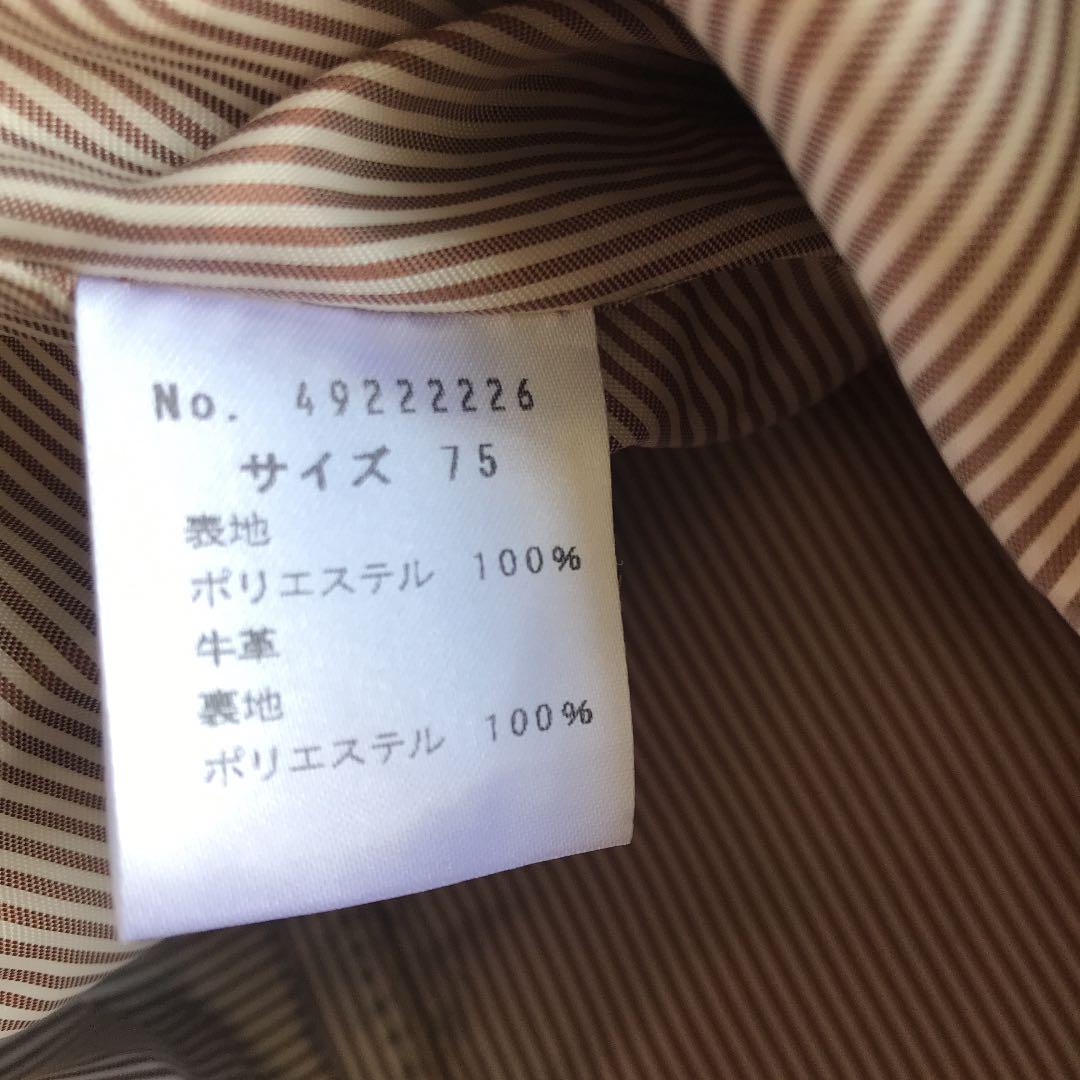 No. 49222226
サイズ 75
表地
ポリエステル 100%
牛革
裏地
ポリエステル 100%